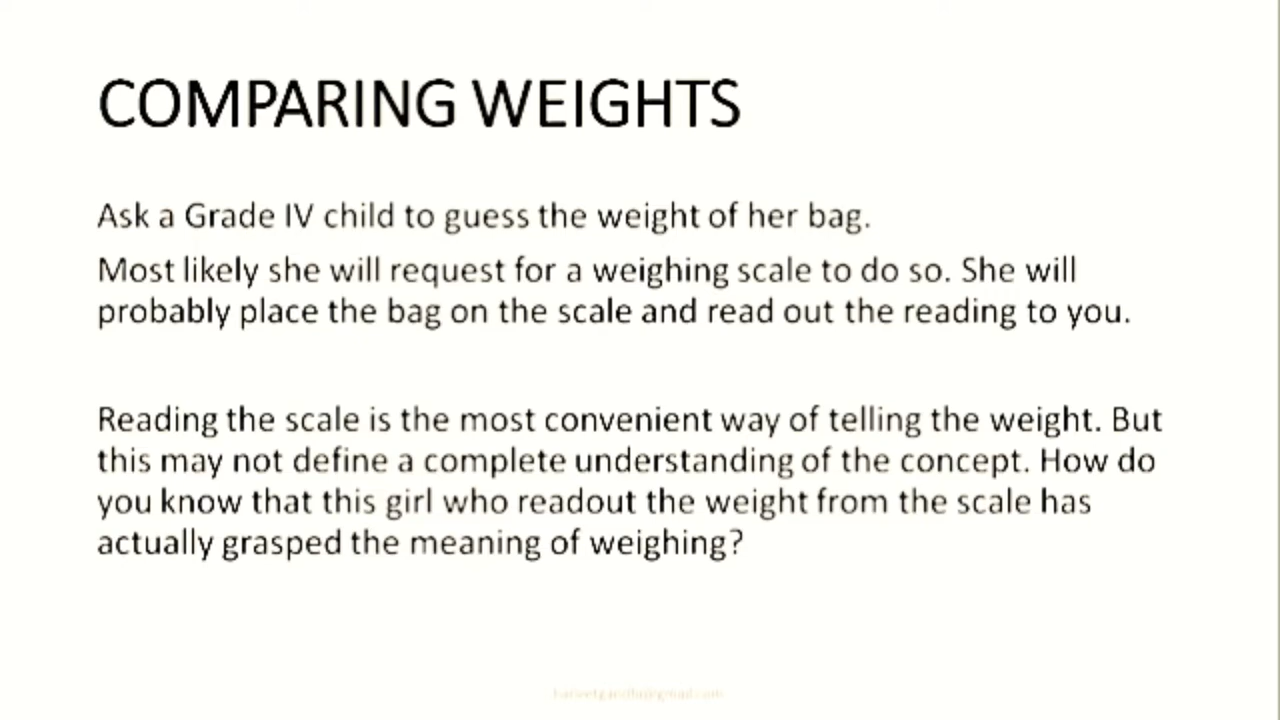 COMPARING WEIGHTS
Ask a Grade IV child to guess the weight of her bag.
Most likely she will request for a weighing scale to do so. She will
probably place the bag on the scale and read out the reading to you.
Reading the scale is the most convenient way of telling the weight. But
this may not define a complete understanding of the concept. How do
you know that this girl who readout the weight from the scale has
actually grasped the meaning of weighing?